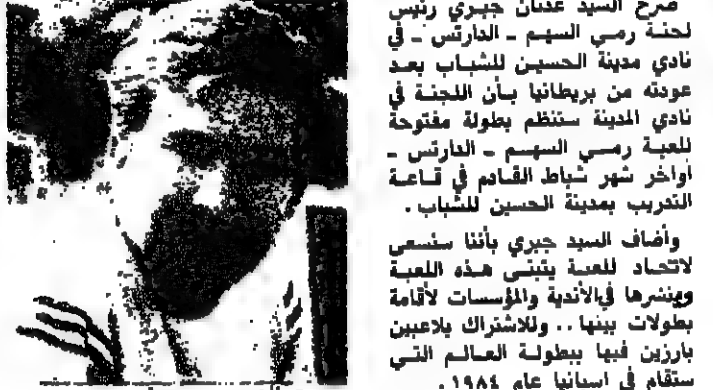 صرح السيد عدنان جبري رئيس
لجنة رمي السهم ـ الدارتس ـ في
نادي مدينة الحسين للشباب بعد
عودته من بريطانيا بأن اللجنة في
نادي المدينة ستنظم بطولة مفتوحة
للعبة رمي السهم ـ الدارتس ـ
أواخر شهر شباط القادم في قاعة
التدريب بمدينة الحسين للشباب .
وأضاف السيد جبري بأننا سنسعى
لاتحاد للعبة يتبنى هذه اللعبة
وينشرها في الأندية والمؤسسات لأقامة
بطولات بينها .. وللاشتراك بلاعبين
بارزين فيها ببطولة العالم التي
ستقام في اسبانيا عام ١٩٨٤ .